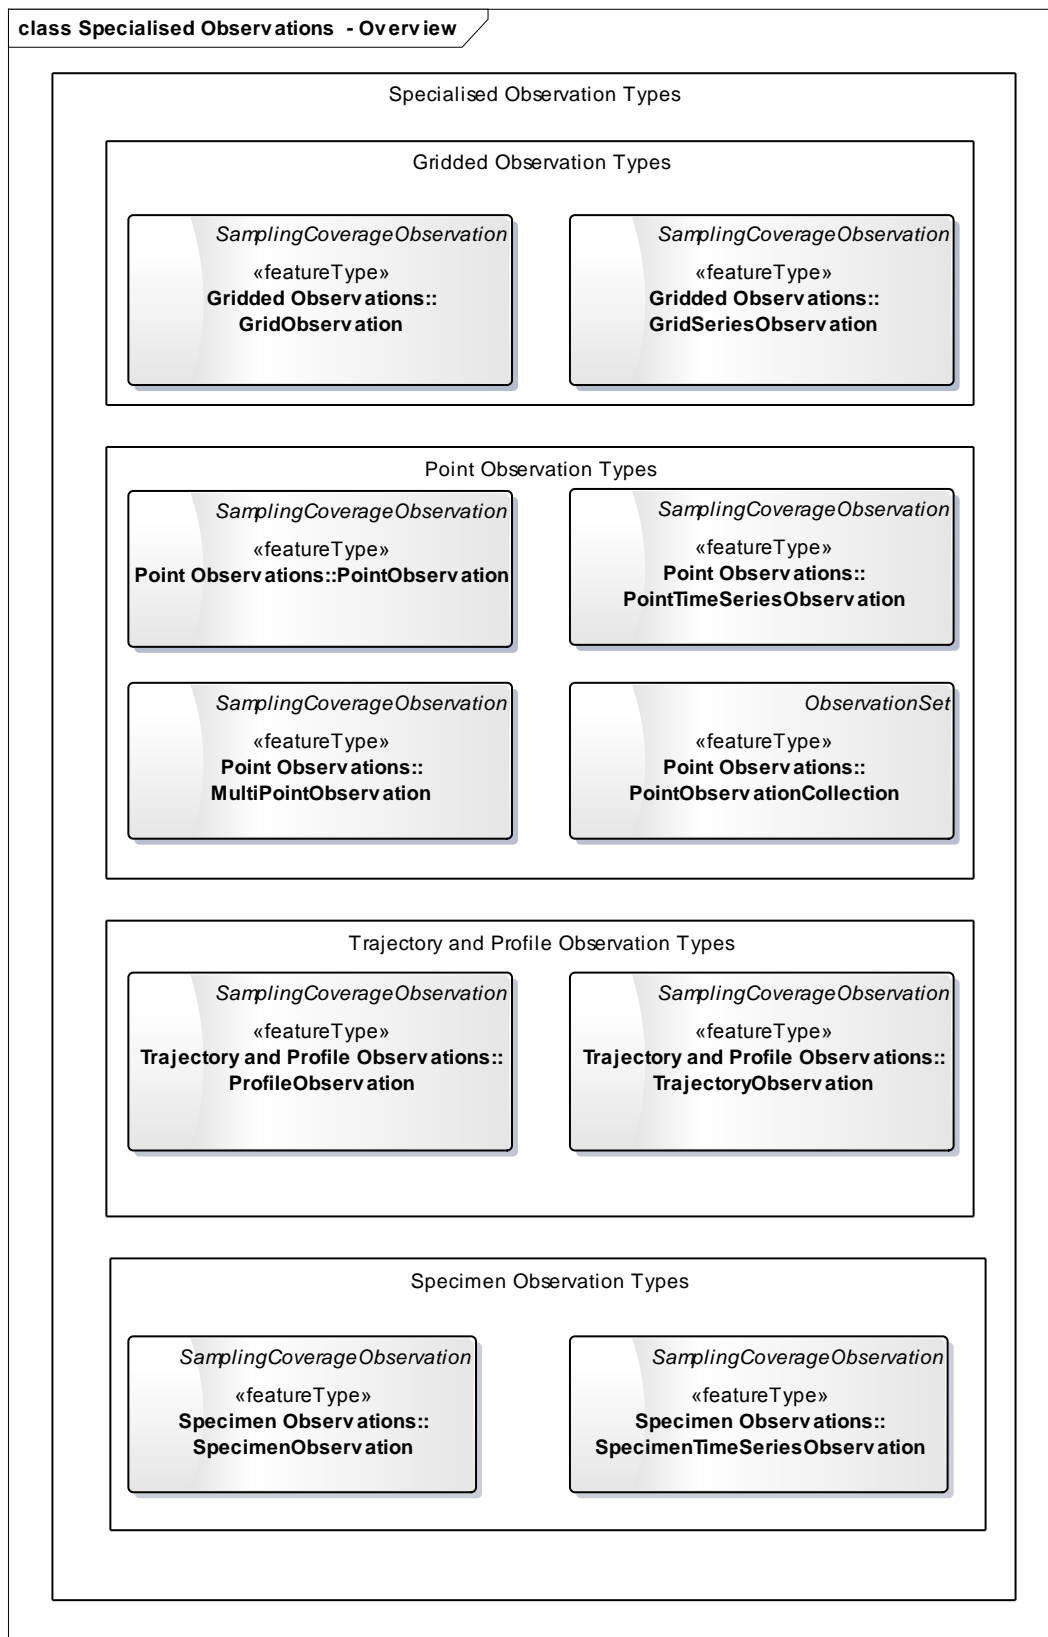 class Specialised Observations - Overview
Specialised Observation Types
Gridded Observation Types
SamplingCoverageObservation
«featureType»
Gridded Observations::
GridObservation
SamplingCoverageObservation
«featureType»
Gridded Observations::
GridSeriesObservation
Point Observation Types
SamplingCoverageObservation
«featureType»
Point Observations::PointObservation
SamplingCoverageObservation
«featureType»
Point Observations::
PointTimeSeriesObservation
SamplingCoverageObservation
«featureType»
Point Observations::
MultiPointObservation
ObservationSet
«featureType»
Point Observations::
PointObservationCollection
Trajectory and Profile Observation Types
SamplingCoverageObservation
«featureType»
Trajectory and Profile Observations::
ProfileObservation
SamplingCoverageObservation
«featureType»
Trajectory and Profile Observations::
TrajectoryObservation
Specimen Observation Types
SamplingCoverageObservation
«featureType»
Specimen Observations::
SpecimenObservation
SamplingCoverageObservation
«featureType»
Specimen Observations::
SpecimenTimeSeriesObservation